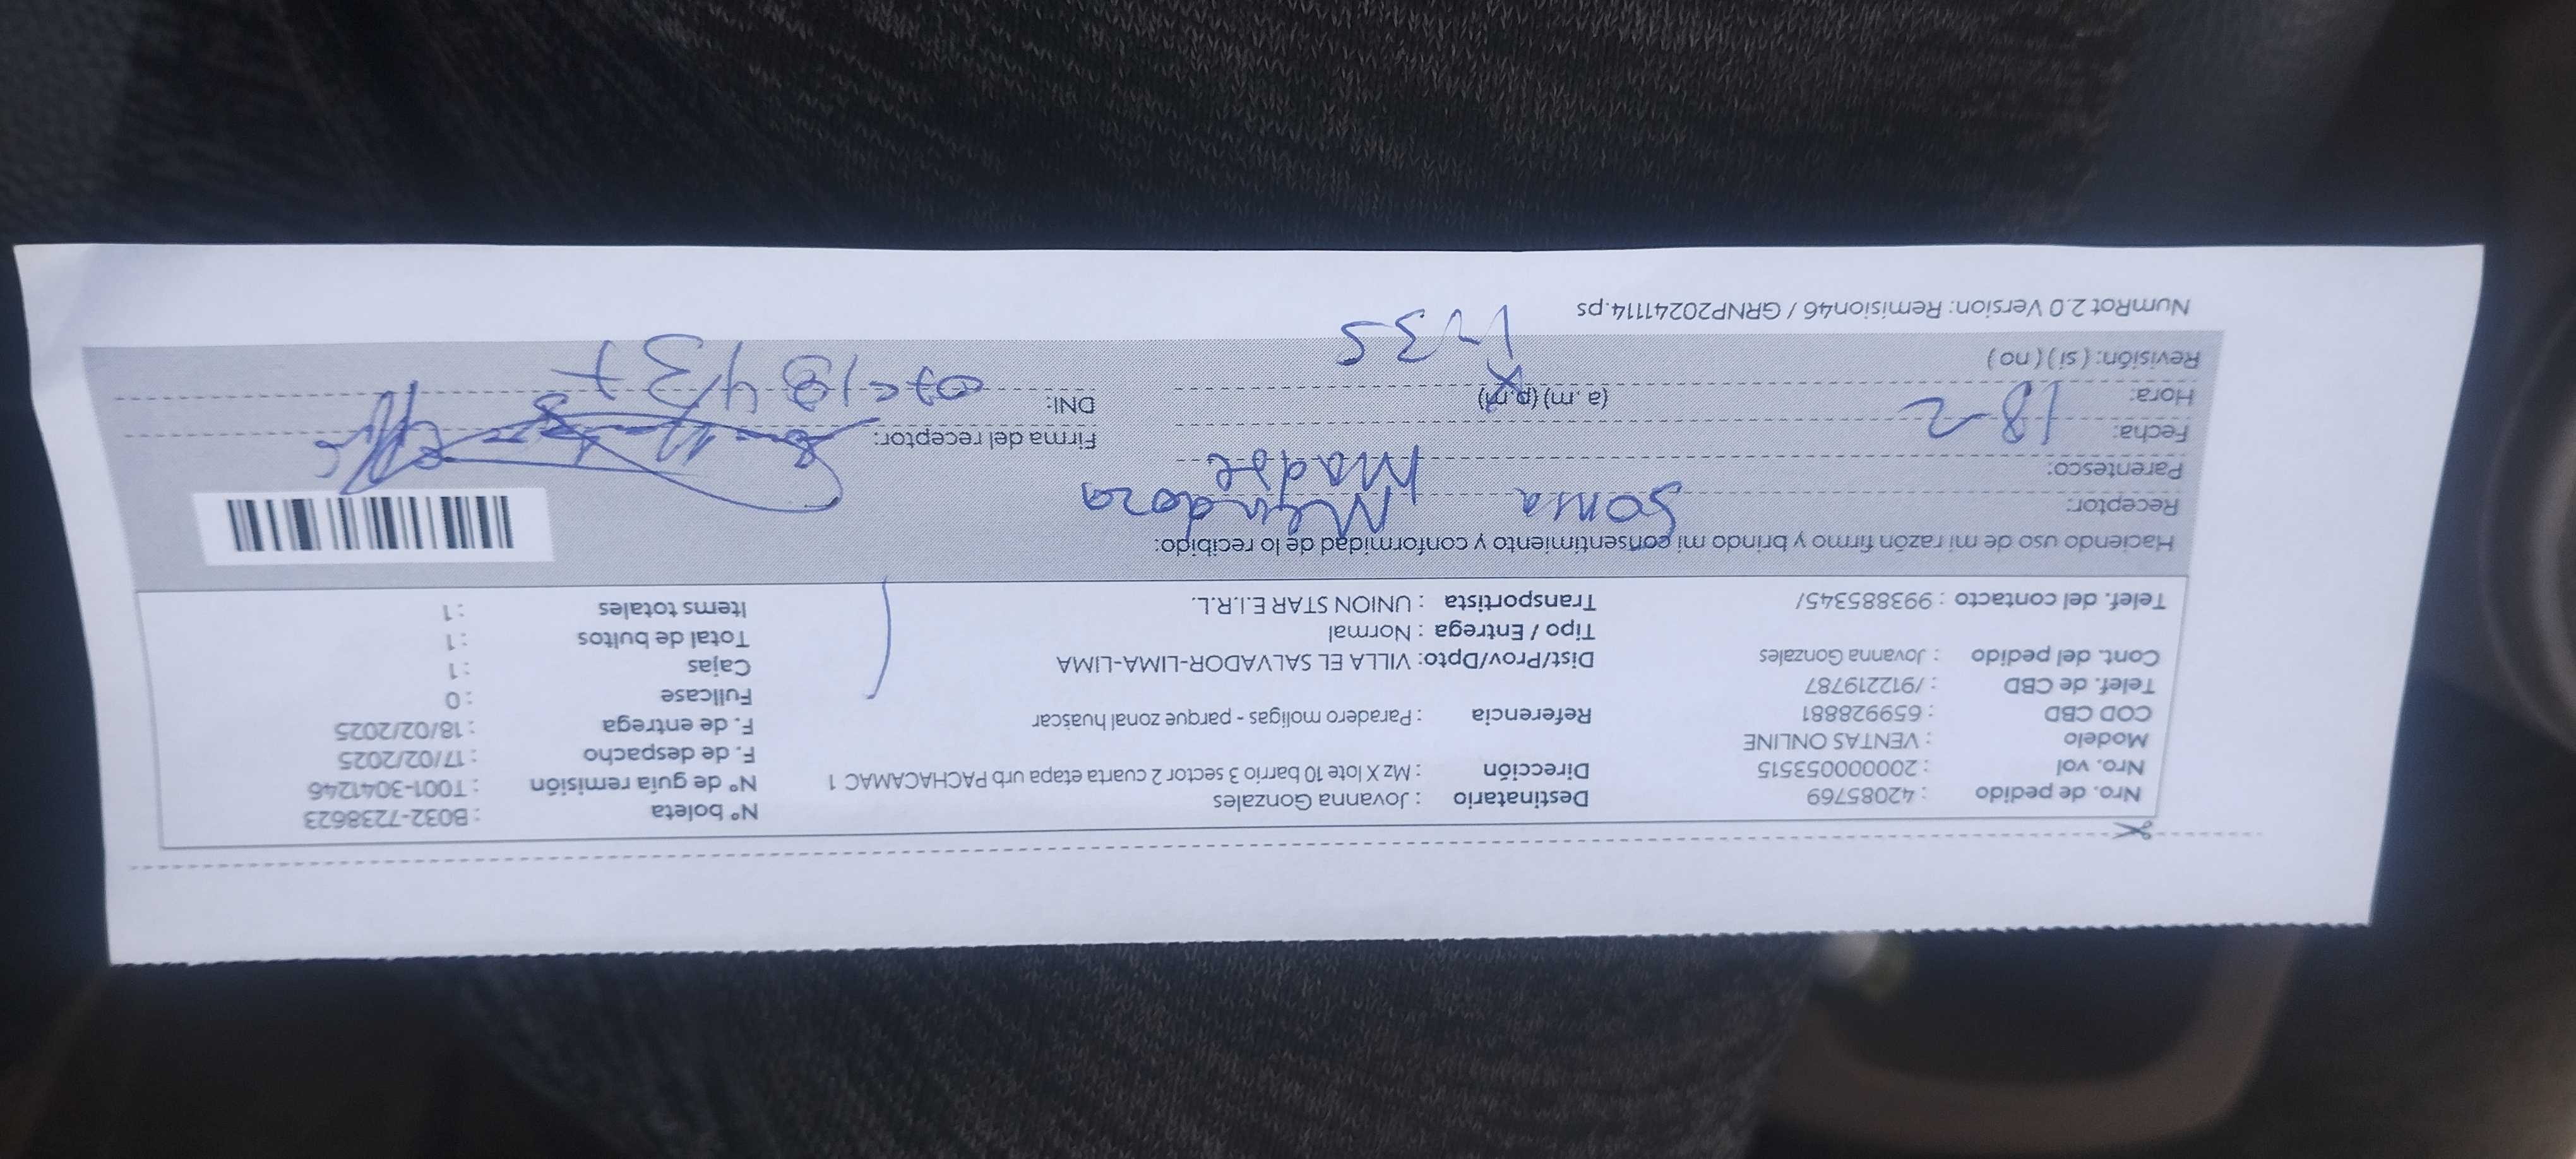 Nro. de pedido : 42085769
Nro. vol : 20000005351​5
Modelo : VENTAS ONLINE
COD CBD : 659928881
Telef. de CBD : /912219787
Cont. del pedido : Jovanna Gonzales
Telef. del contacto : 993885345/
Destinatario : Jovanna Gonzales
Dirección : Mz X lote 10 barrio 3 sector 2 cuarta etapa urb PACHACAMAC 1
Referencia : Paradero moligas - parque zonal huascar
Dist/Prov/Dpto: VILLA EL SALVADOR-LIMA-LIMA
Tipo / Entrega : Normal
Transportista : UNION STAR E.I.R.L.
N° boleta : B032-7238623
N° de guía remisión : T001-3041246
F. de despacho : 17/02/2025
F. de entrega : 18/02/2025
Fullcase : 0
Cajas : 1
Total de bultos : 1
Items totales : 1
Haciendo uso de mi razón firmo y brindo mi consentimiento y conformidad de lo recibido:
Receptor: Sonia Mendoza
Parentesco: Madre
Fecha: 18-2
Hora: (a.m) (p.m)
Revisión: ( si ) ( no )
Firma del receptor:
DNI:
NumRot 2.0 Version: Remision46 / GRNP20241114.ps